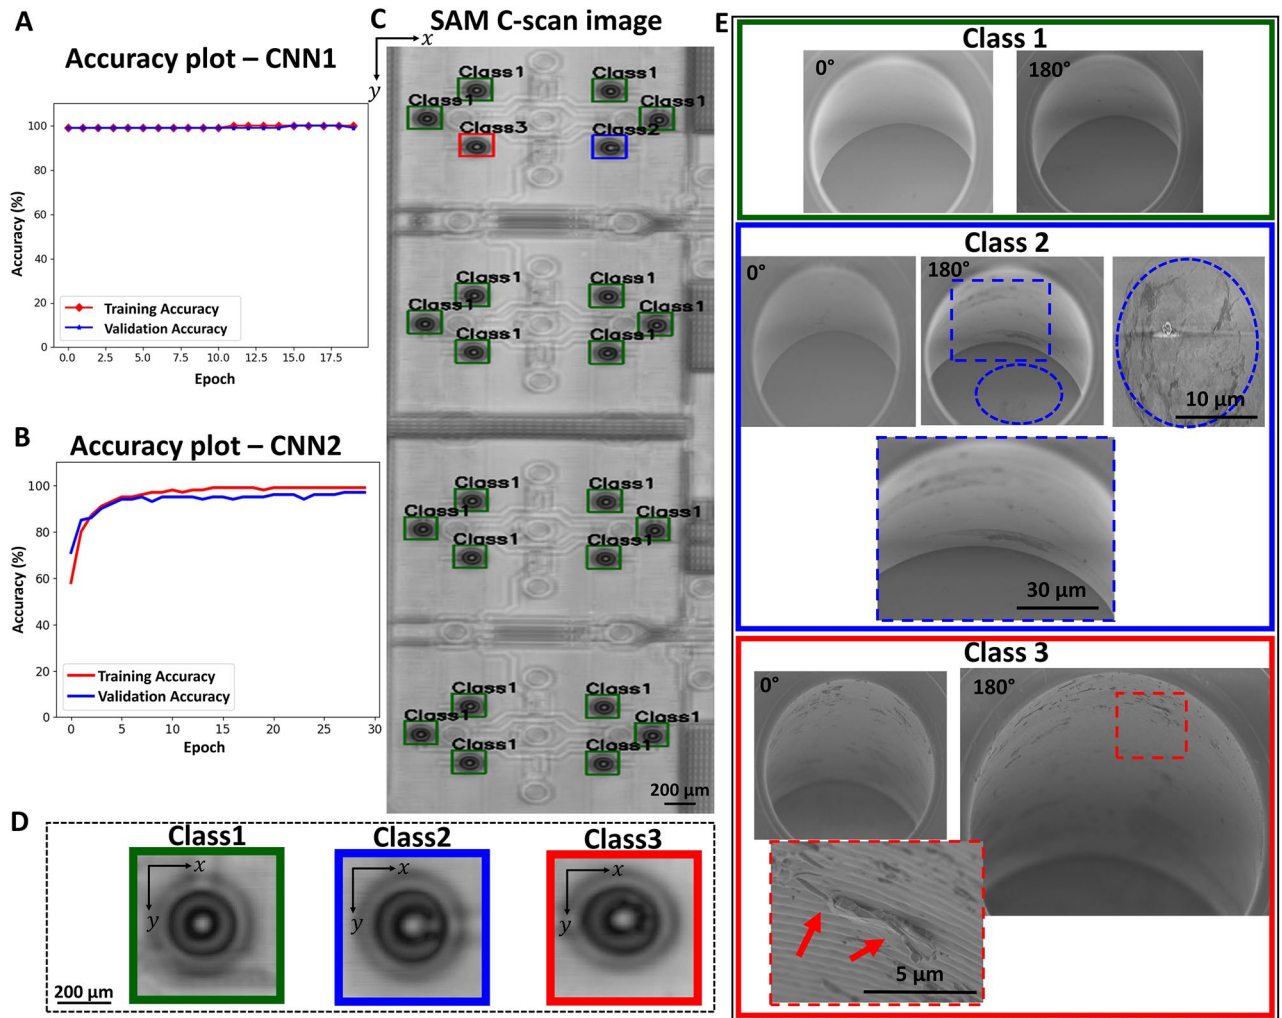 A
Accuracy plot – CNN1
100
80
60
40
20
0
Accuracy (%)
Training Accuracy
Validation Accuracy
0.0 2.5 5.0 7.5 10.0 12.5 15.0 17.5
Epoch
B
Accuracy plot – CNN2
100
80
60
40
20
0
Accuracy (%)
Training Accuracy
Validation Accuracy
0 5 10 15 20 25 30
Epoch
C
SAM C-scan image
x
y
Class1 Class1
Class1 Class1
Class3 Class2
Class1 Class1
Class1 Class1
Class1 Class1
Class1 Class1
Class1 Class1
Class1 Class1
Class1 Class1
Class1 Class1
Class1 Class1
200 µm
D
Class1 Class2 Class3
x x x
y y y
200 µm
E
Class 1
0° 180°
Class 2
0° 180°
10 µm
30 µm
Class 3
0° 180°
5 µm